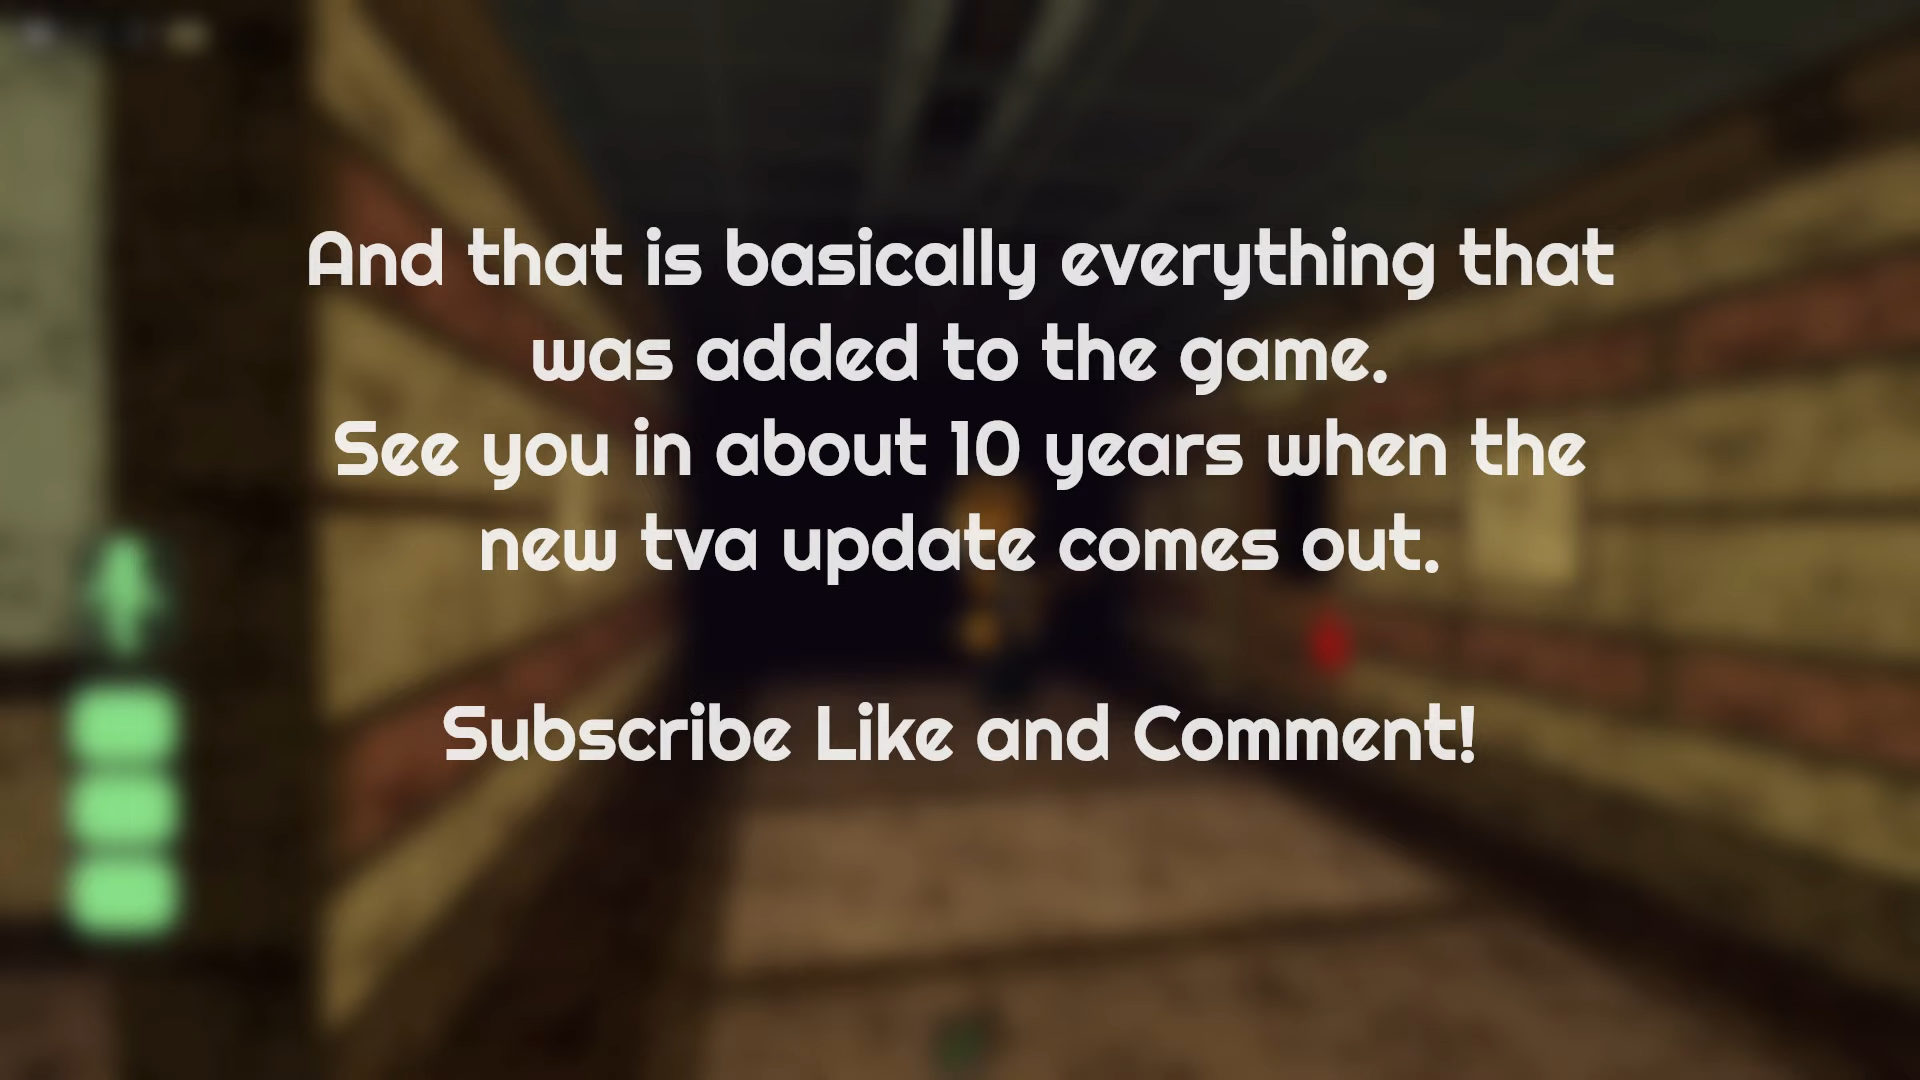 And that is basically everything that
was added to the game.
See you in about 10 years when the
new tva update comes out.
Subscribe Like and Comment!